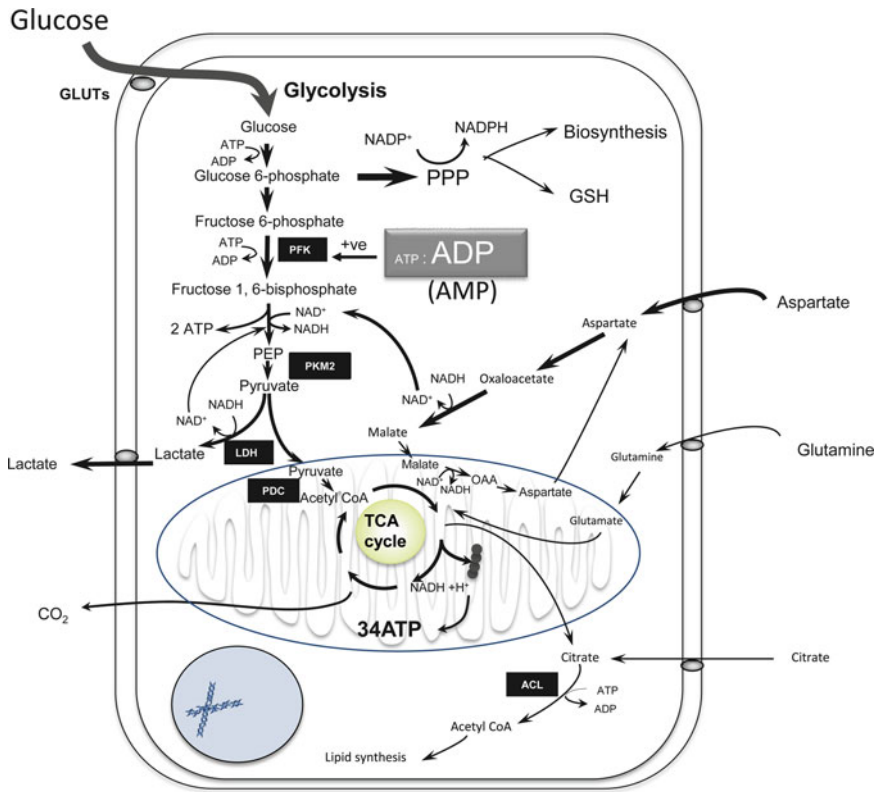 Glucose
GLUTs
Glycolysis
Glucose
ATP
ADP
Glucose 6-phosphate
NADP⁺
NADPH
PPP
Biosynthesis
GSH
Fructose 6-phosphate
ATP
ADP
PFK
+ve
ATP : ADP
(AMP)
Fructose 1, 6-bisphosphate
2 ATP
NAD⁺
NADH
PEP
PKM2
Pyruvate
NAD⁺
NADH
Lactate
Lactate
LDH
Aspartate
Aspartate
Oxaloacetate
NADH
NAD⁺
Malate
Malate
NAD⁺
NADH
OAA
Aspartate
Glutamine
Glutamine
Glutamate
Pyruvate
PDC
Acetyl CoA
TCA
cycle
NADH +H⁺
34ATP
CO₂
Citrate
Citrate
ACL
ATP
ADP
Acetyl CoA
Lipid synthesis